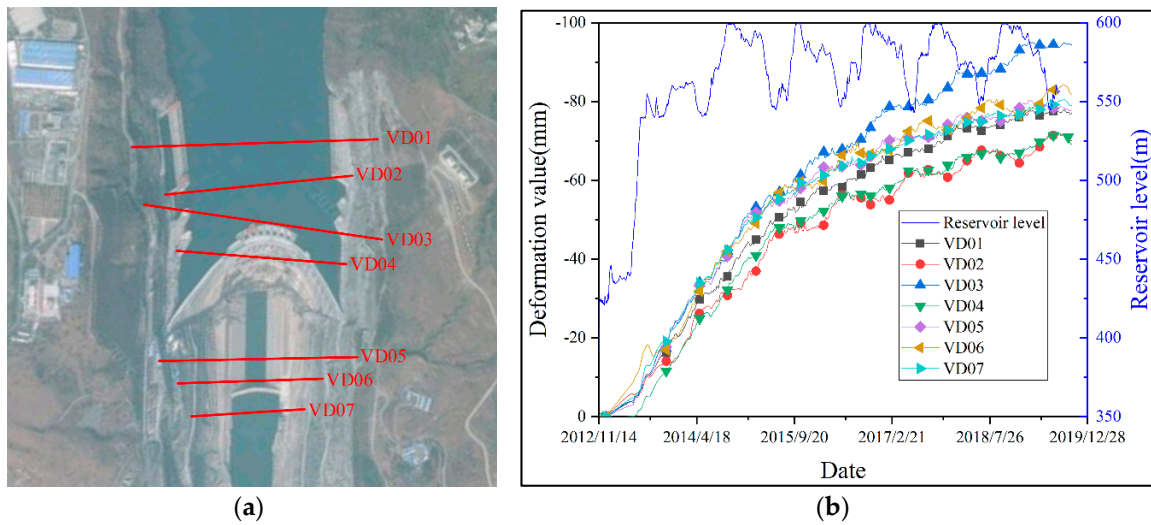 VD01
VD02
VD03
VD04
VD05
VD06
VD07
(a)
-100
-80
-60
-40
-20
0
Deformation value(mm)
600
550
500
450
400
350
Reservoir level(m)
Reservoir level
VD01
VD02
VD03
VD04
VD05
VD06
VD07
2012/11/14 2014/4/18 2015/9/20 2017/2/21 2018/7/26 2019/12/28
Date
(b)